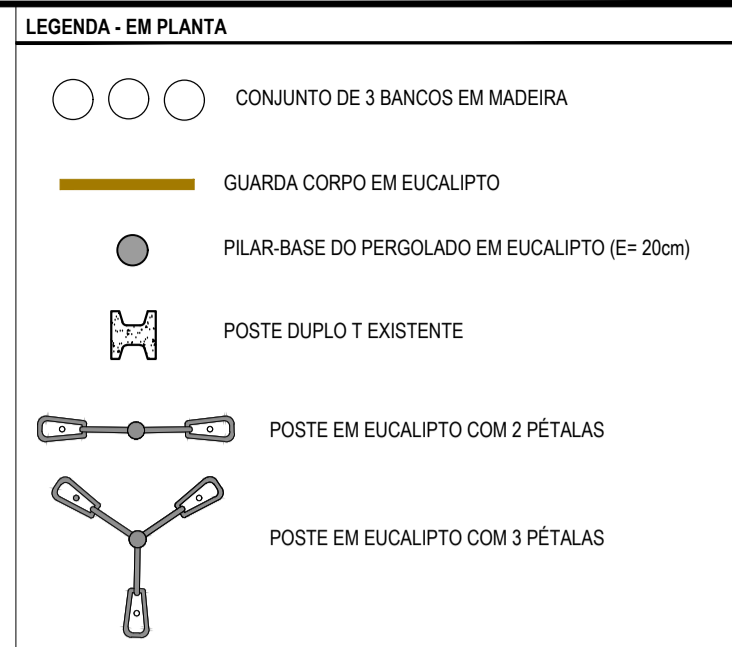 LEGENDA - EM PLANTA
CONJUNTO DE 3 BANCOS EM MADEIRA
GUARDA CORPO EM EUCALIPTO
PILAR-BASE DO PERGOLADO EM EUCALIPTO (E= 20cm)
POSTE DUPLO T EXISTENTE
POSTE EM EUCALIPTO COM 2 PÉTALAS
POSTE EM EUCALIPTO COM 3 PÉTALAS